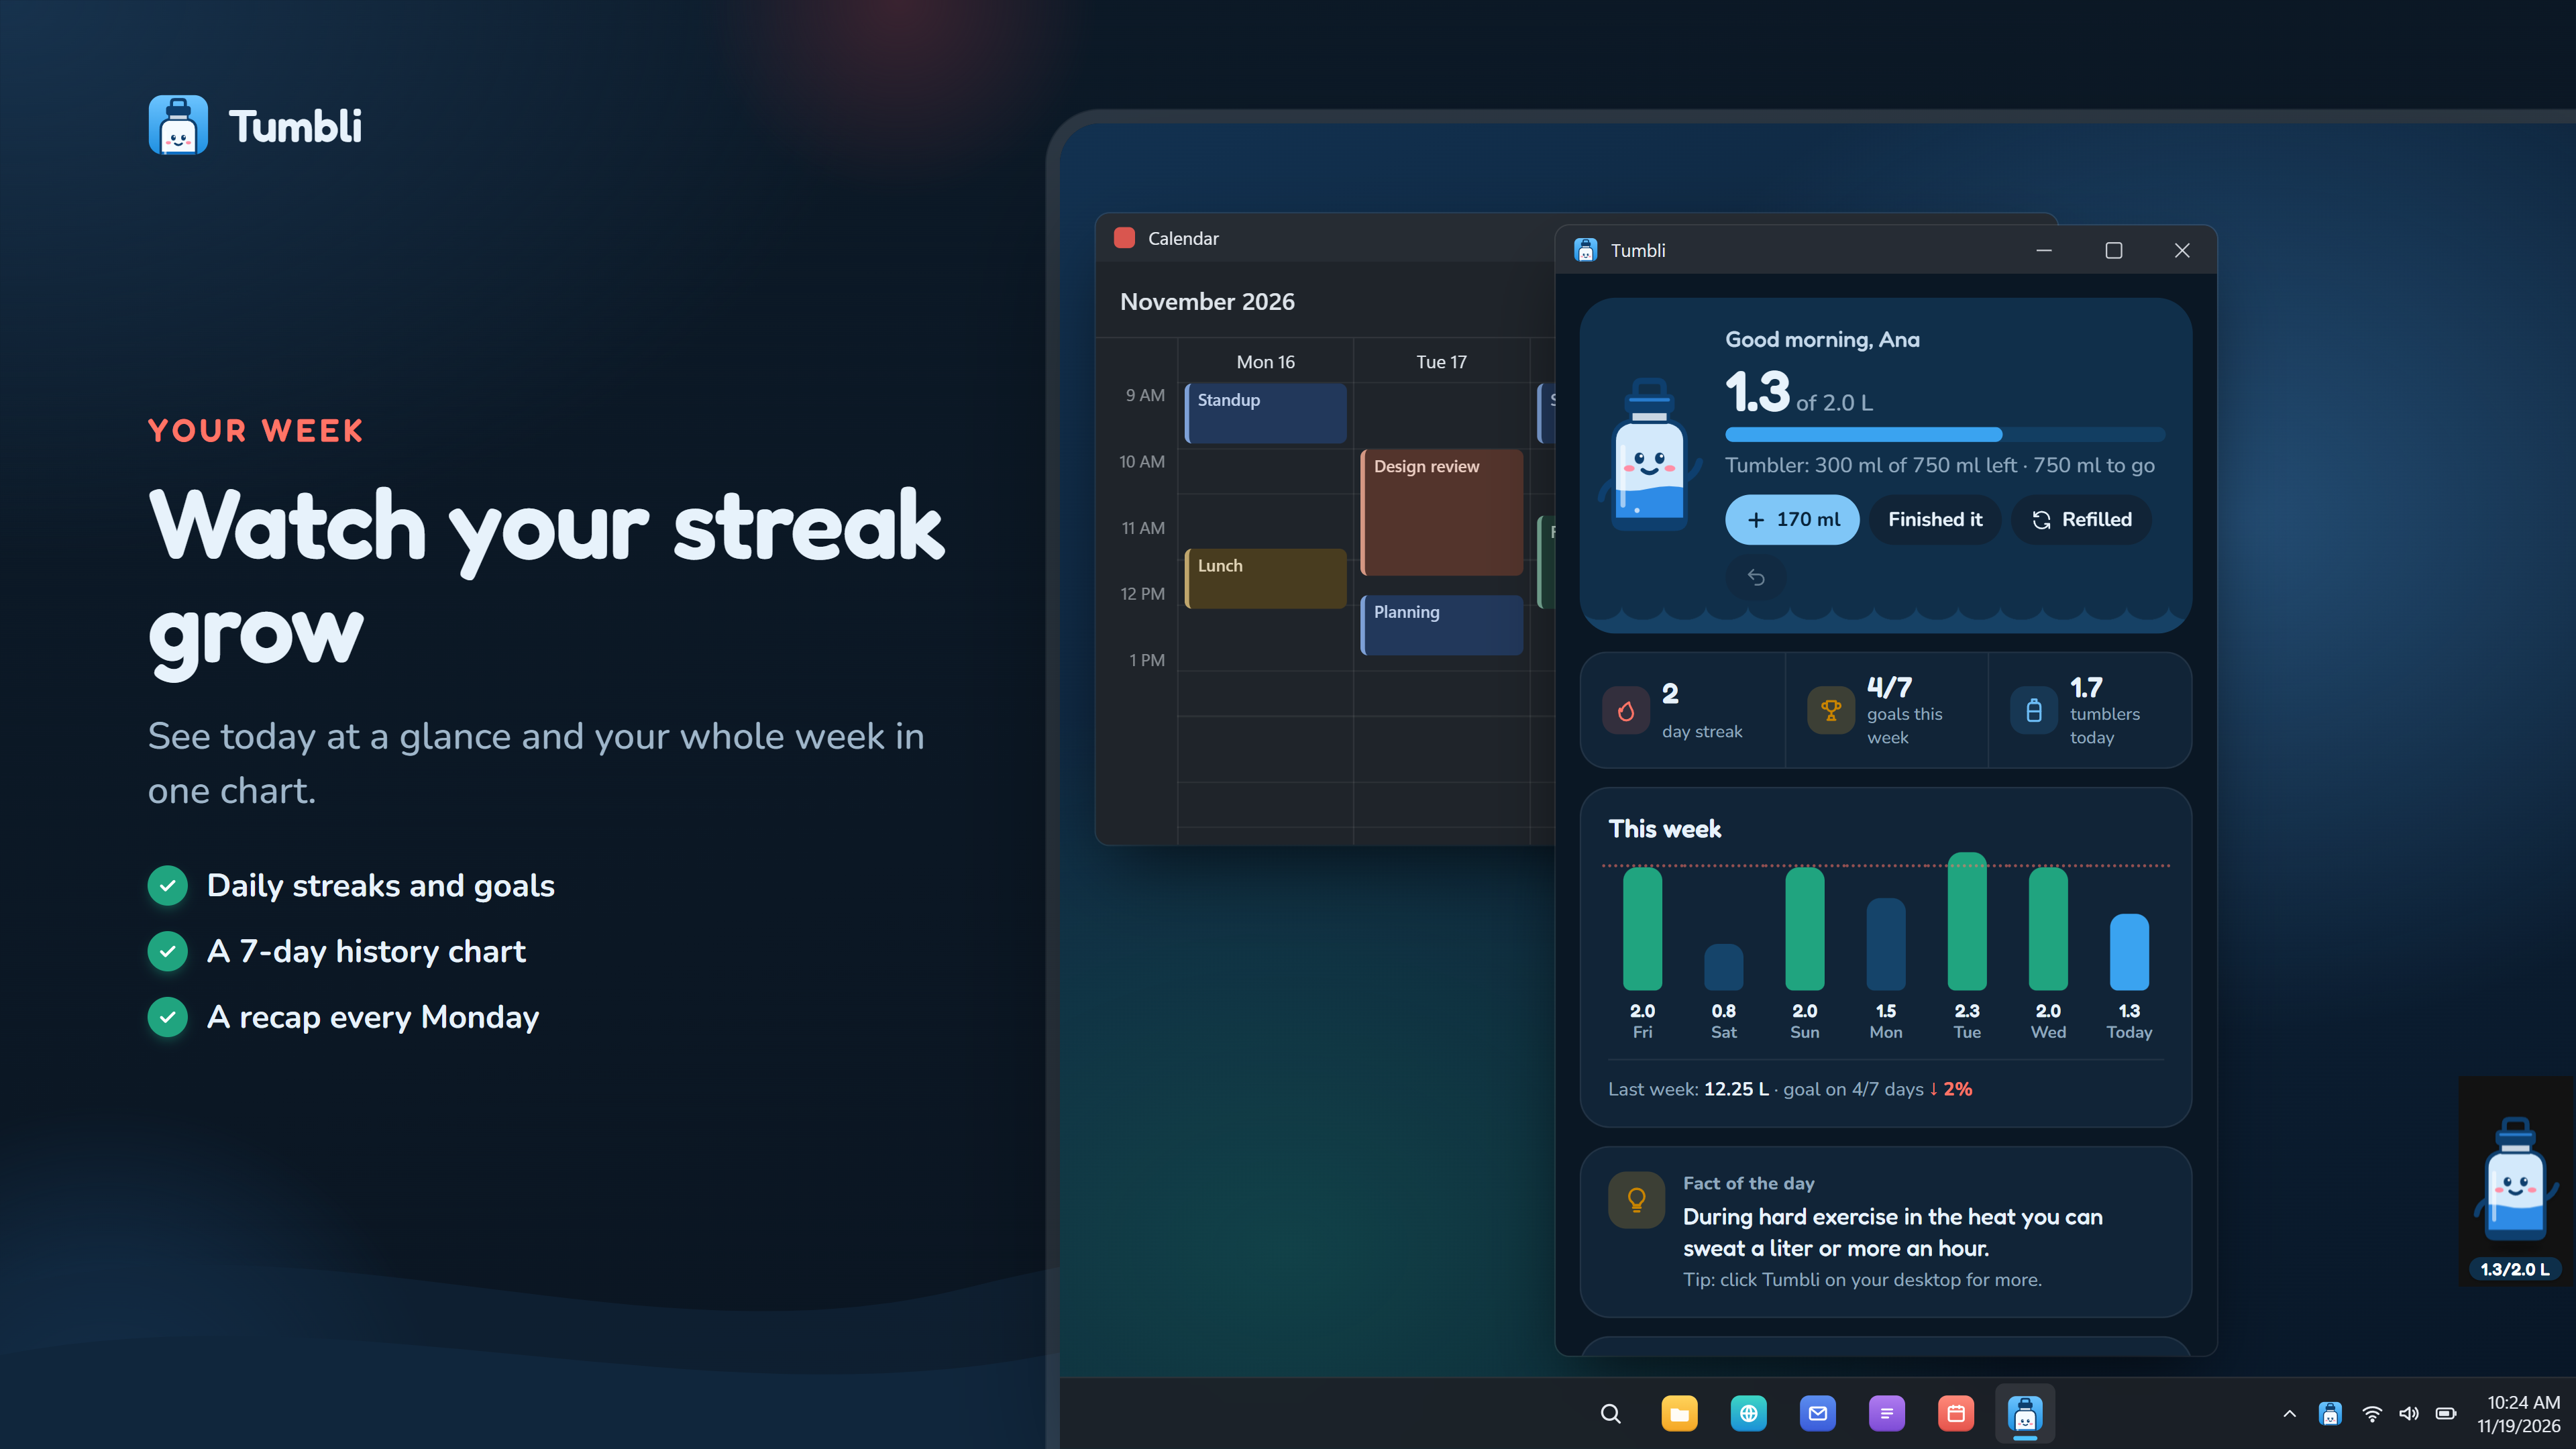 Tumbli
YOUR WEEK
Watch your streak
grow
See today at a glance and your whole week in
one chart.
Daily streaks and goals
A 7-day history chart
A recap every Monday
Calendar
November 2026
Mon 16
Tue 17
9 AM
Standup
10 AM
Design review
11 AM
Lunch
12 PM
Planning
1 PM
Tumbli
Good morning, Ana
1.3 of 2.0 L
Tumbler: 300 ml of 750 ml left · 750 ml to go
+ 170 ml
Finished it
Refilled
2
day streak
4/7
goals this
week
1.7
tumblers
today
This week
2.0 0.8 2.0 1.5 2.3 2.0 1.3
Fri Sat Sun Mon Tue Wed Today
Last week: 12.25 L · goal on 4/7 days ↓ 2%
Fact of the day
During hard exercise in the heat you can
sweat a liter or more an hour.
Tip: click Tumbli on your desktop for more.
1.3/2.0 L
10:24 AM
11/19/2026